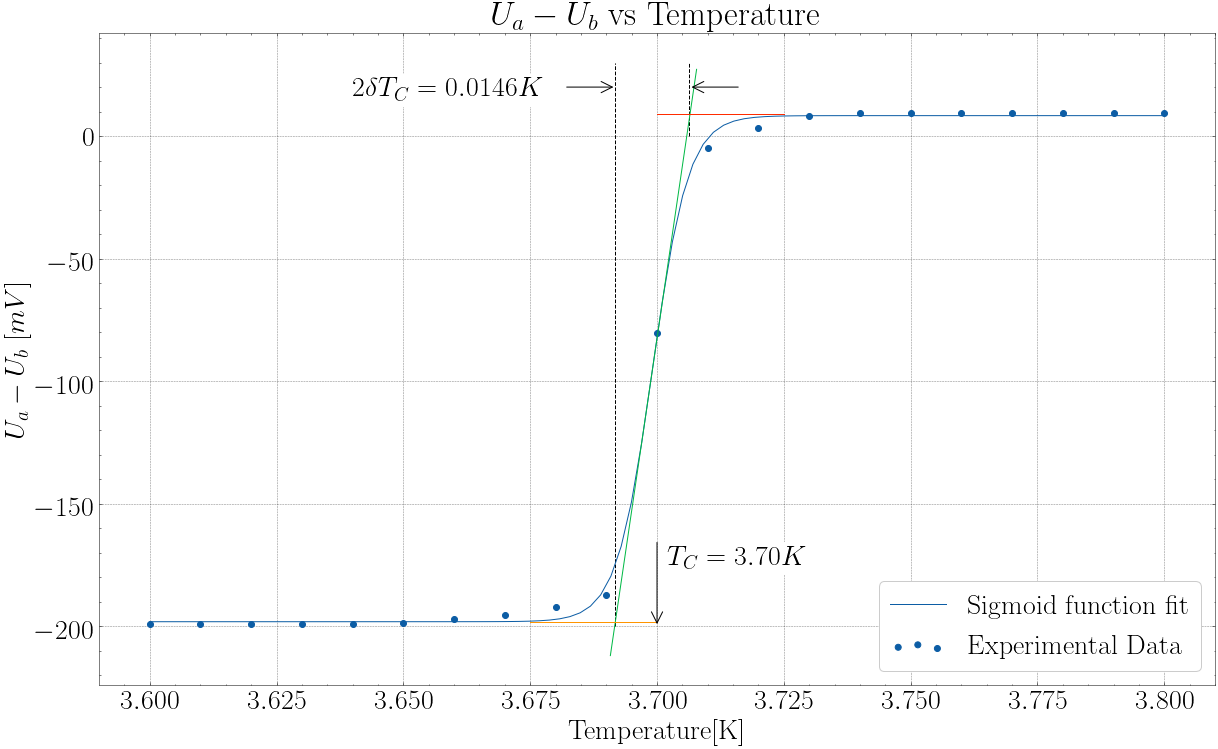 U_a − U_b vs Temperature
2δT_C = 0.0146K
0
−50
−100
−150
−200
U_a − U_b [mV]
T_C = 3.70K
Sigmoid function fit
Experimental Data
3.600 3.625 3.650 3.675 3.700 3.725 3.750 3.775 3.800
Temperature[K]